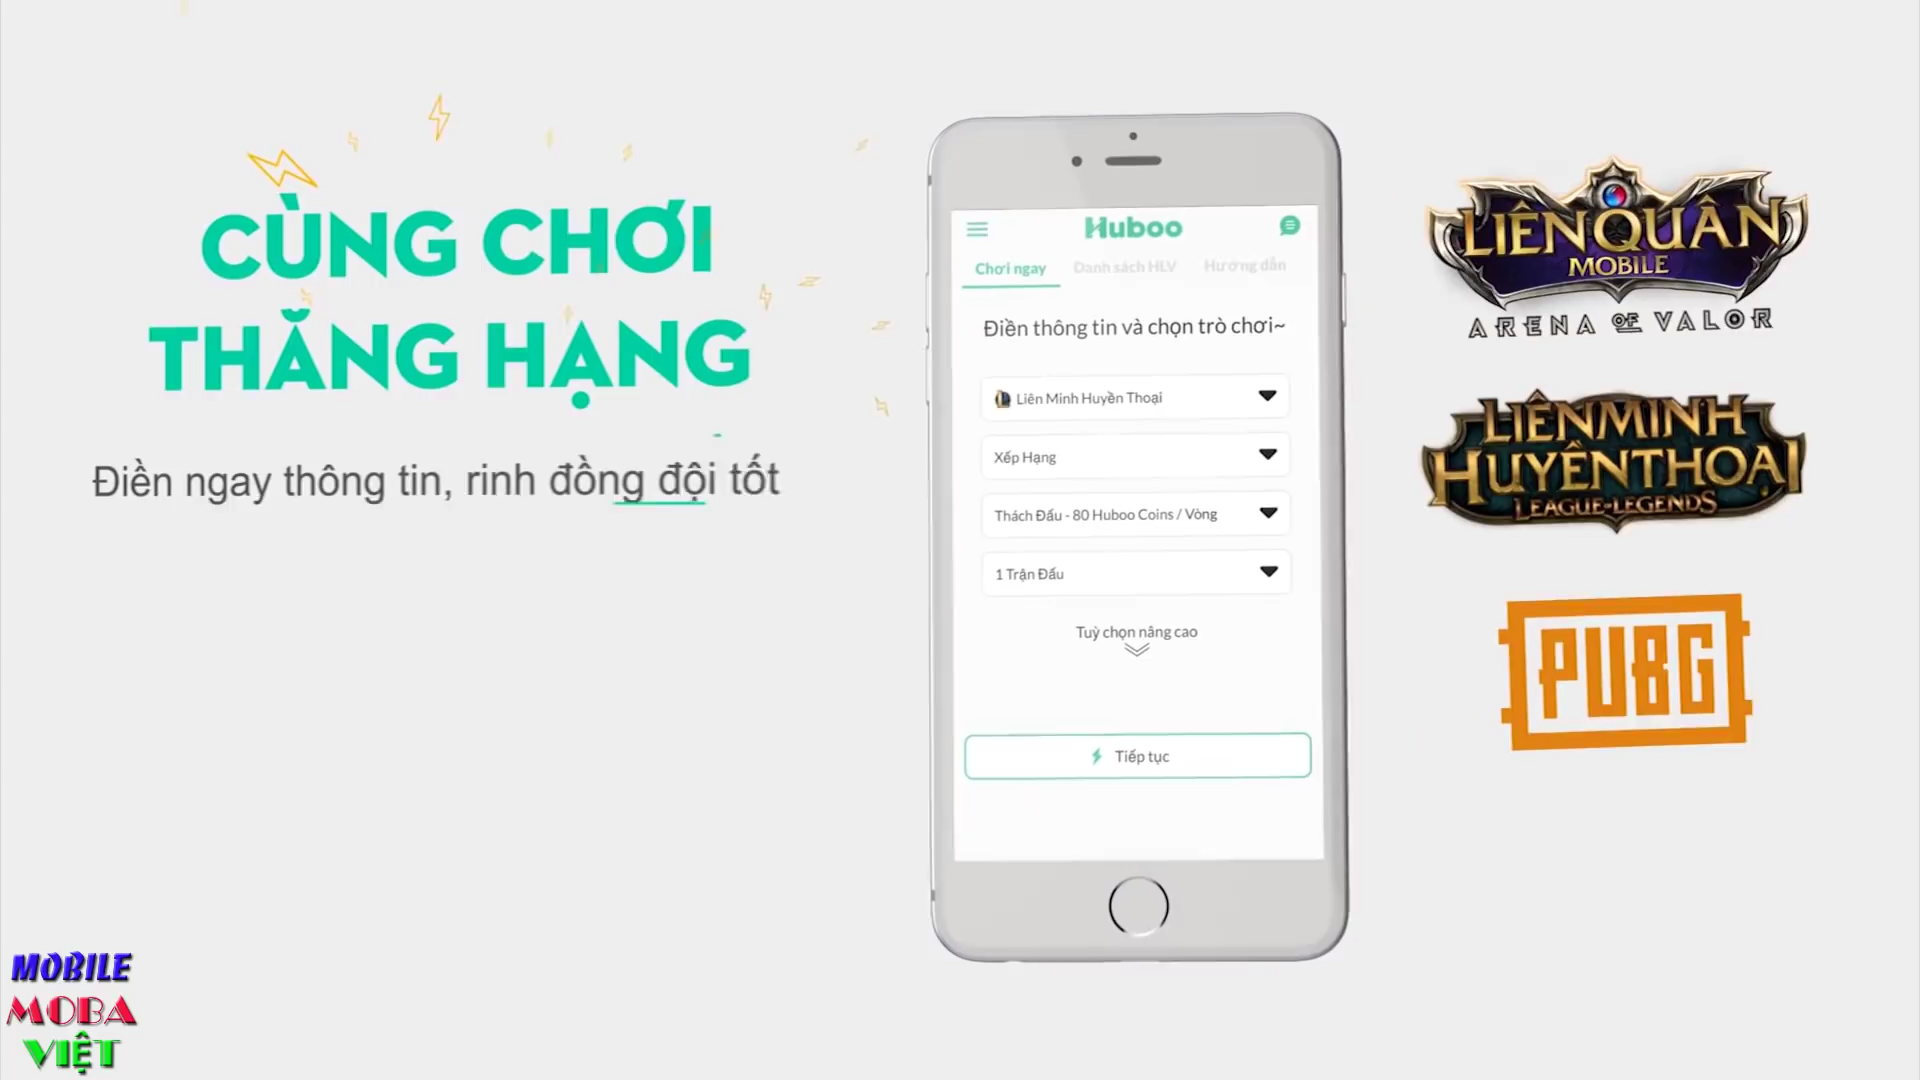 CÙNG CHƠI
THĂNG HẠNG
Điền ngay thông tin, rinh đồng đội tốt
Huboo
Chơi ngay Danh sách HLV Hướng dẫn
Điền thông tin và chọn trò chơi~
Liên Minh Huyền Thoại
Xếp Hạng
Thách Đấu - 80 Huboo Coins / Vòng
1 Trận Đấu
Tuỳ chọn nâng cao
Tiếp tục
LIÊN QUÂN
MOBILE
ARENA OF VALOR
LIÊN MINH
HUYỀN THOẠI
LEAGUE OF LEGENDS
PUBG
MOBILE
MOBA
VIỆT